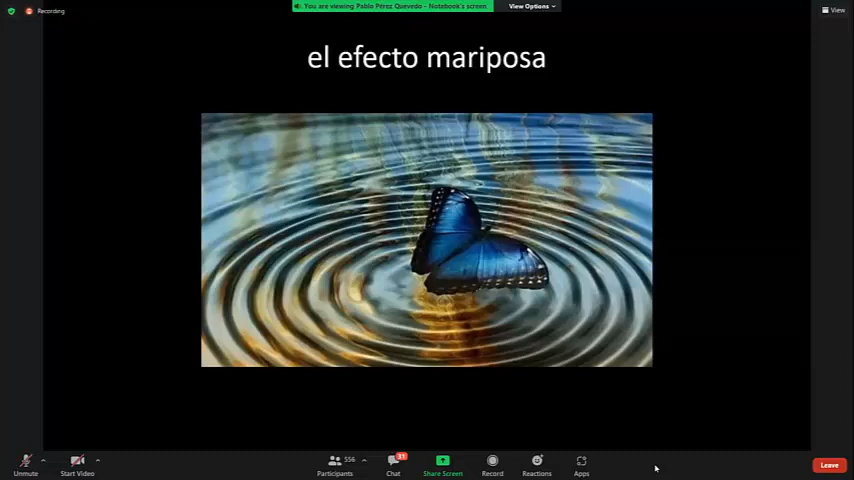 Recording
You are viewing Pablo Pérez Quevedo - Notebook's screen
View Options
View
el efecto mariposa
Unmute
Start Video
556
Participants
31
Chat
Share Screen
Record
Reactions
Apps
Leave